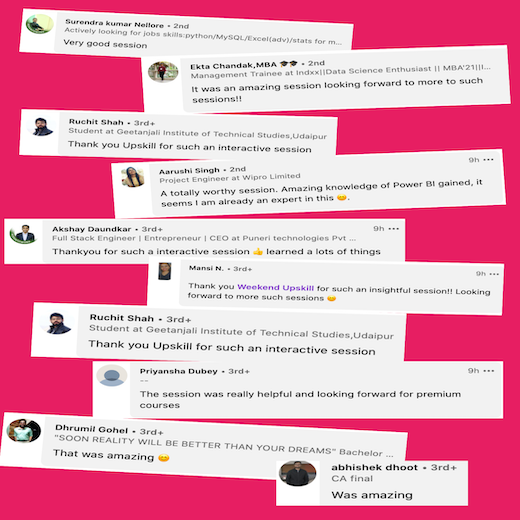 Surendra kumar Nellore • 2nd
Actively looking for jobs skills:python/MySQL/Excel(adv)/stats for m...
Very good session
Ekta Chandak,MBA 🎓🎓 • 2nd
Management Trainee at Indxx||Data Science Enthusiast || MBA'21||I...
It was an amazing session looking forward to more to such
sessions!!
Ruchit Shah • 3rd+
Student at Geetanjali Institute of Technical Studies,Udaipur
Thank you Upskill for such an interactive session
Aarushi Singh • 2nd
9h •••
Project Engineer at Wipro Limited
A totally worthy session. Amazing knowledge of Power BI gained, it
seems I am already an expert in this 😊.
Akshay Daundkar • 3rd+
9h •••
Full Stack Engineer | Entrepreneur | CEO at Puneri technologies Pvt ...
Thankyou for such a interactive session 👍 learned a lots of things
Mansi N. • 3rd+
9h •••
Thank you Weekend Upskill for such an insightful session!! Looking
forward to more such sessions 😊
Ruchit Shah • 3rd+
Student at Geetanjali Institute of Technical Studies,Udaipur
Thank you Upskill for such an interactive session
Priyansha Dubey • 3rd+
9h •••
--
The session was really helpful and looking forward for premium
courses
Dhrumil Gohel • 3rd+
"SOON REALITY WILL BE BETTER THAN YOUR DREAMS" Bachelor ...
That was amazing 😊
abhishek dhoot • 3rd+
CA final
Was amazing